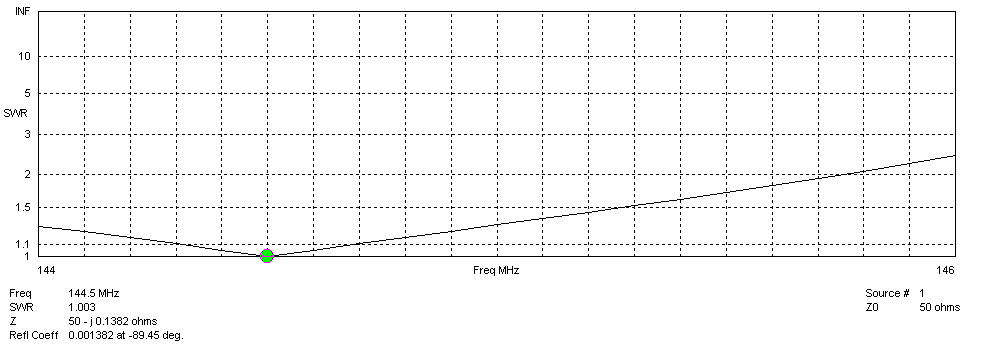 INF
10
5
SWR
3
2
1.5
1.1
1
144 Freq MHz 146
Freq 144.5 MHz Source # 1
SWR 1.003 Z0 50 ohms
Z 50 - j 0.1382 ohms
Refl Coeff 0.001382 at -89.45 deg.